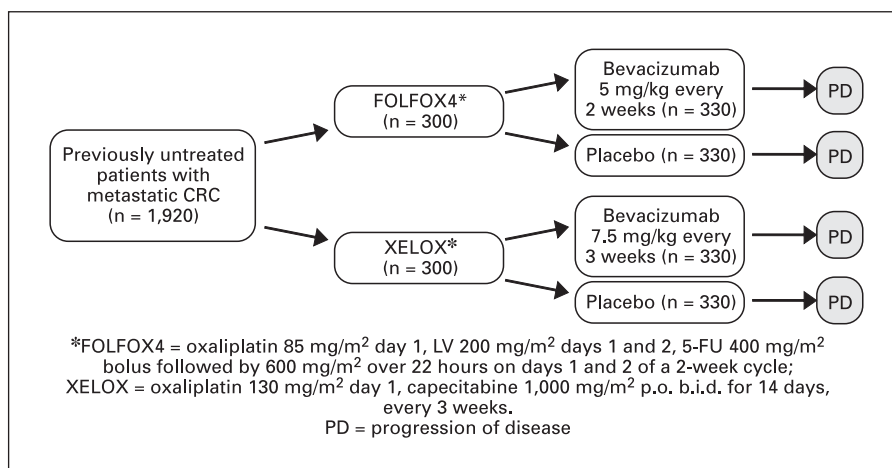 Previously untreated
patients with
metastatic CRC
(n = 1,920)
FOLFOX4*
(n = 300)
XELOX*
(n = 300)
Bevacizumab
5 mg/kg every
2 weeks (n = 330)
PD
Placebo (n = 330)
PD
Bevacizumab
7.5 mg/kg every
3 weeks (n = 330)
PD
Placebo (n = 330)
PD
*FOLFOX4 = oxaliplatin 85 mg/m² day 1, LV 200 mg/m² days 1 and 2, 5-FU 400 mg/m²
bolus followed by 600 mg/m² over 22 hours on days 1 and 2 of a 2-week cycle;
XELOX = oxaliplatin 130 mg/m² day 1, capecitabine 1,000 mg/m² p.o. b.i.d. for 14 days,
every 3 weeks.
PD = progression of disease